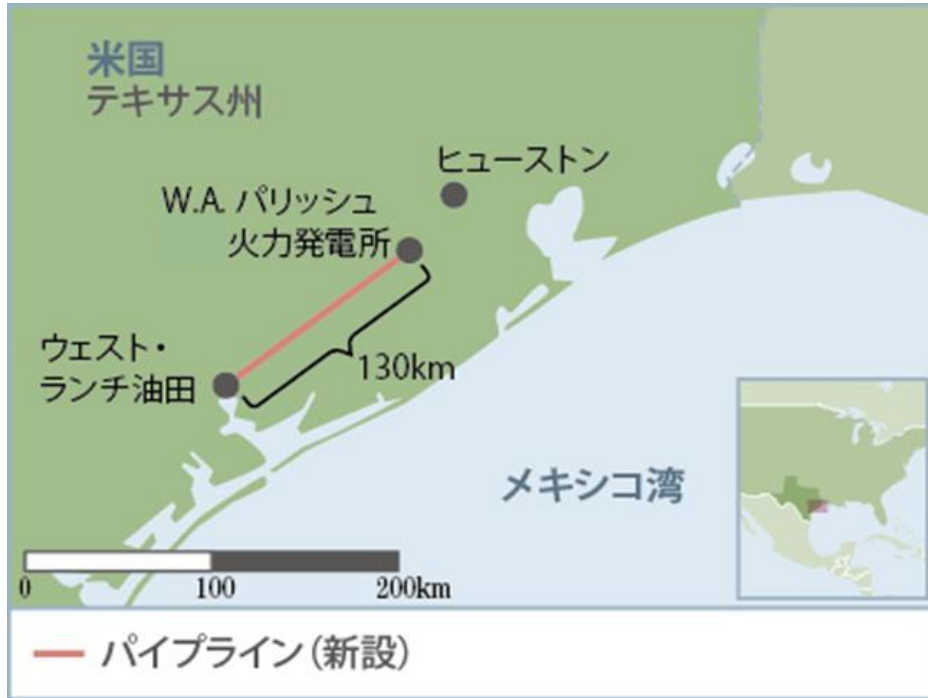 米国
テキサス州
ヒューストン
W.A. パリッシュ
火力発電所
ウェスト・
ランチ油田
130km
メキシコ湾
0 100 200km
パイプライン(新設)